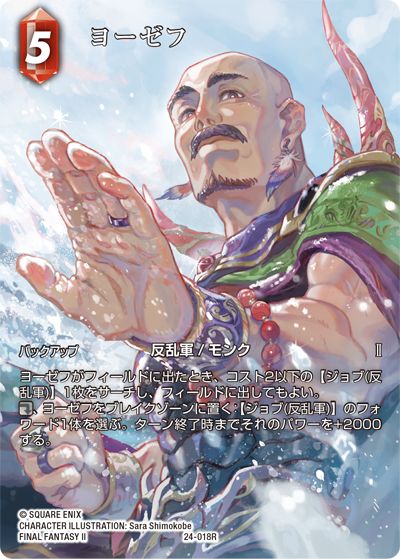 5
ヨーゼフ
バックアップ 反乱軍 / モンク II
ヨーゼフがフィールドに出たとき、コスト2以下の【ジョブ(反
乱軍)】1枚をサーチし、フィールドに出してもよい。
、ヨーゼフをブレイクゾーンに置く:【ジョブ(反乱軍)】のフォ
ワード1体を選ぶ。ターン終了時までそれのパワーを+2000
する。
© SQUARE ENIX
CHARACTER ILLUSTRATION: Sara Shimokobe
FINAL FANTASY II 24-018R